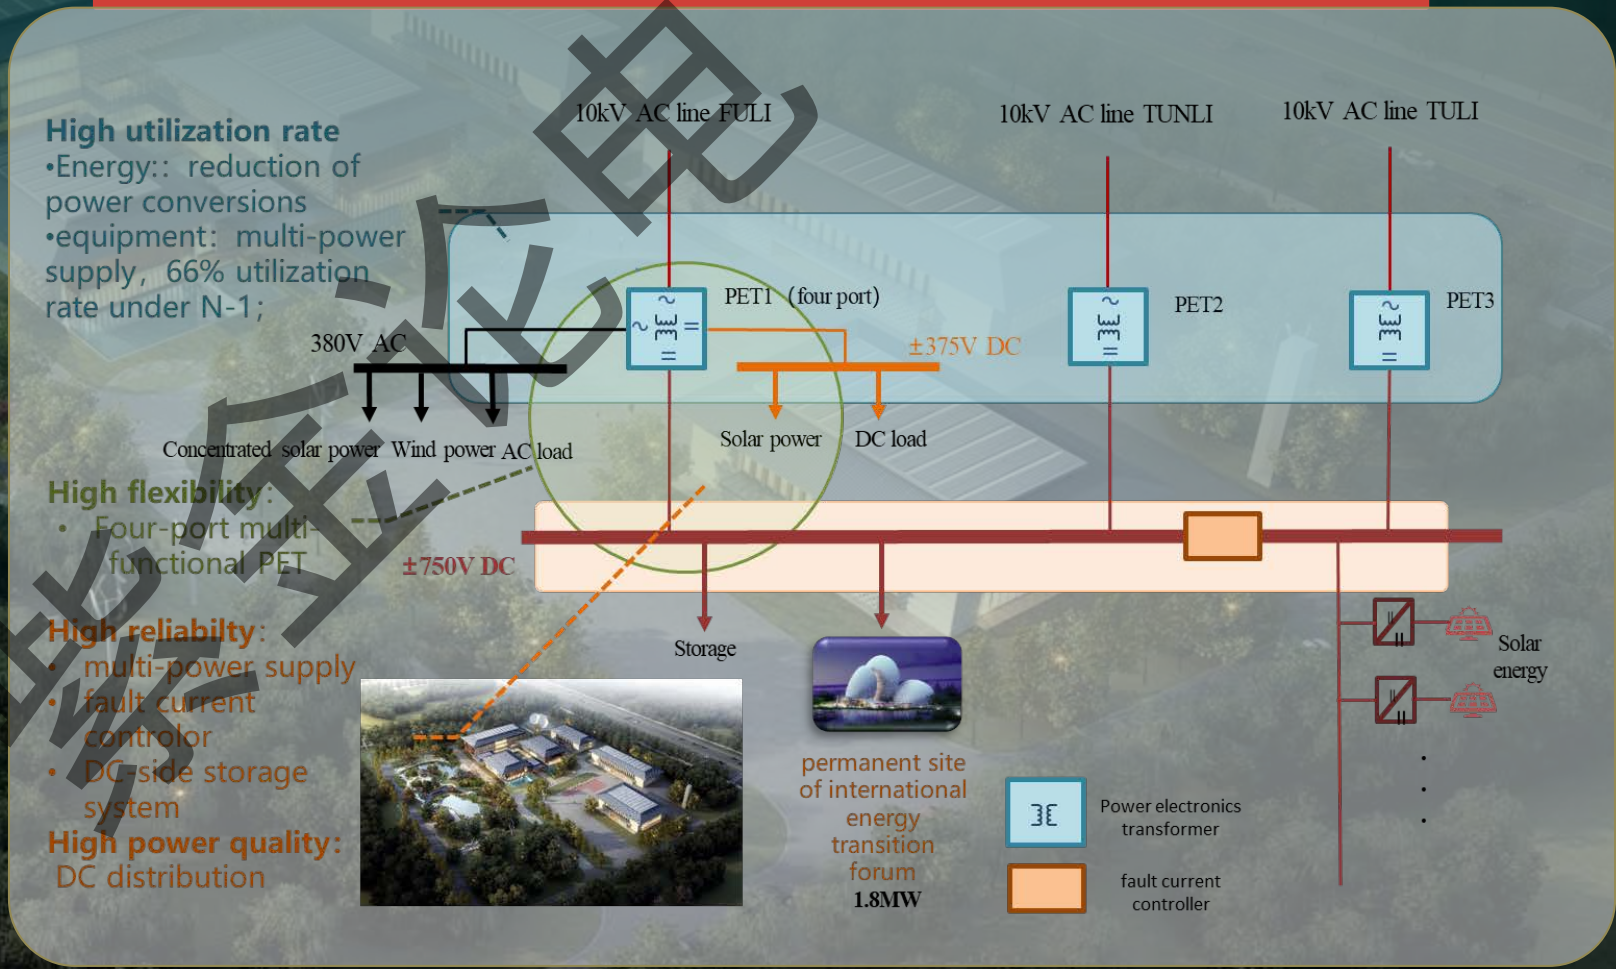 10kV AC line FULI
10kV AC line TUNLI
10kV AC line TULI
High utilization rate
•Energy:: reduction of
power conversions
•equipment: multi-power
supply, 66% utilization
rate under N-1;
PET1 (four port)
PET2
PET3
380V AC
±375V DC
Concentrated solar power
Wind power
AC load
Solar power
DC load
High flexibility:
• Four-port multi-
functional PET
±750V DC
High reliabilty:
• multi-power supply
• fault current
controlor
• DC-side storage
system
High power quality:
DC distribution
Storage
Solar
energy
permanent site
of international
energy
transition
forum
1.8MW
Power electronics
transformer
fault current
controller
紫金论电